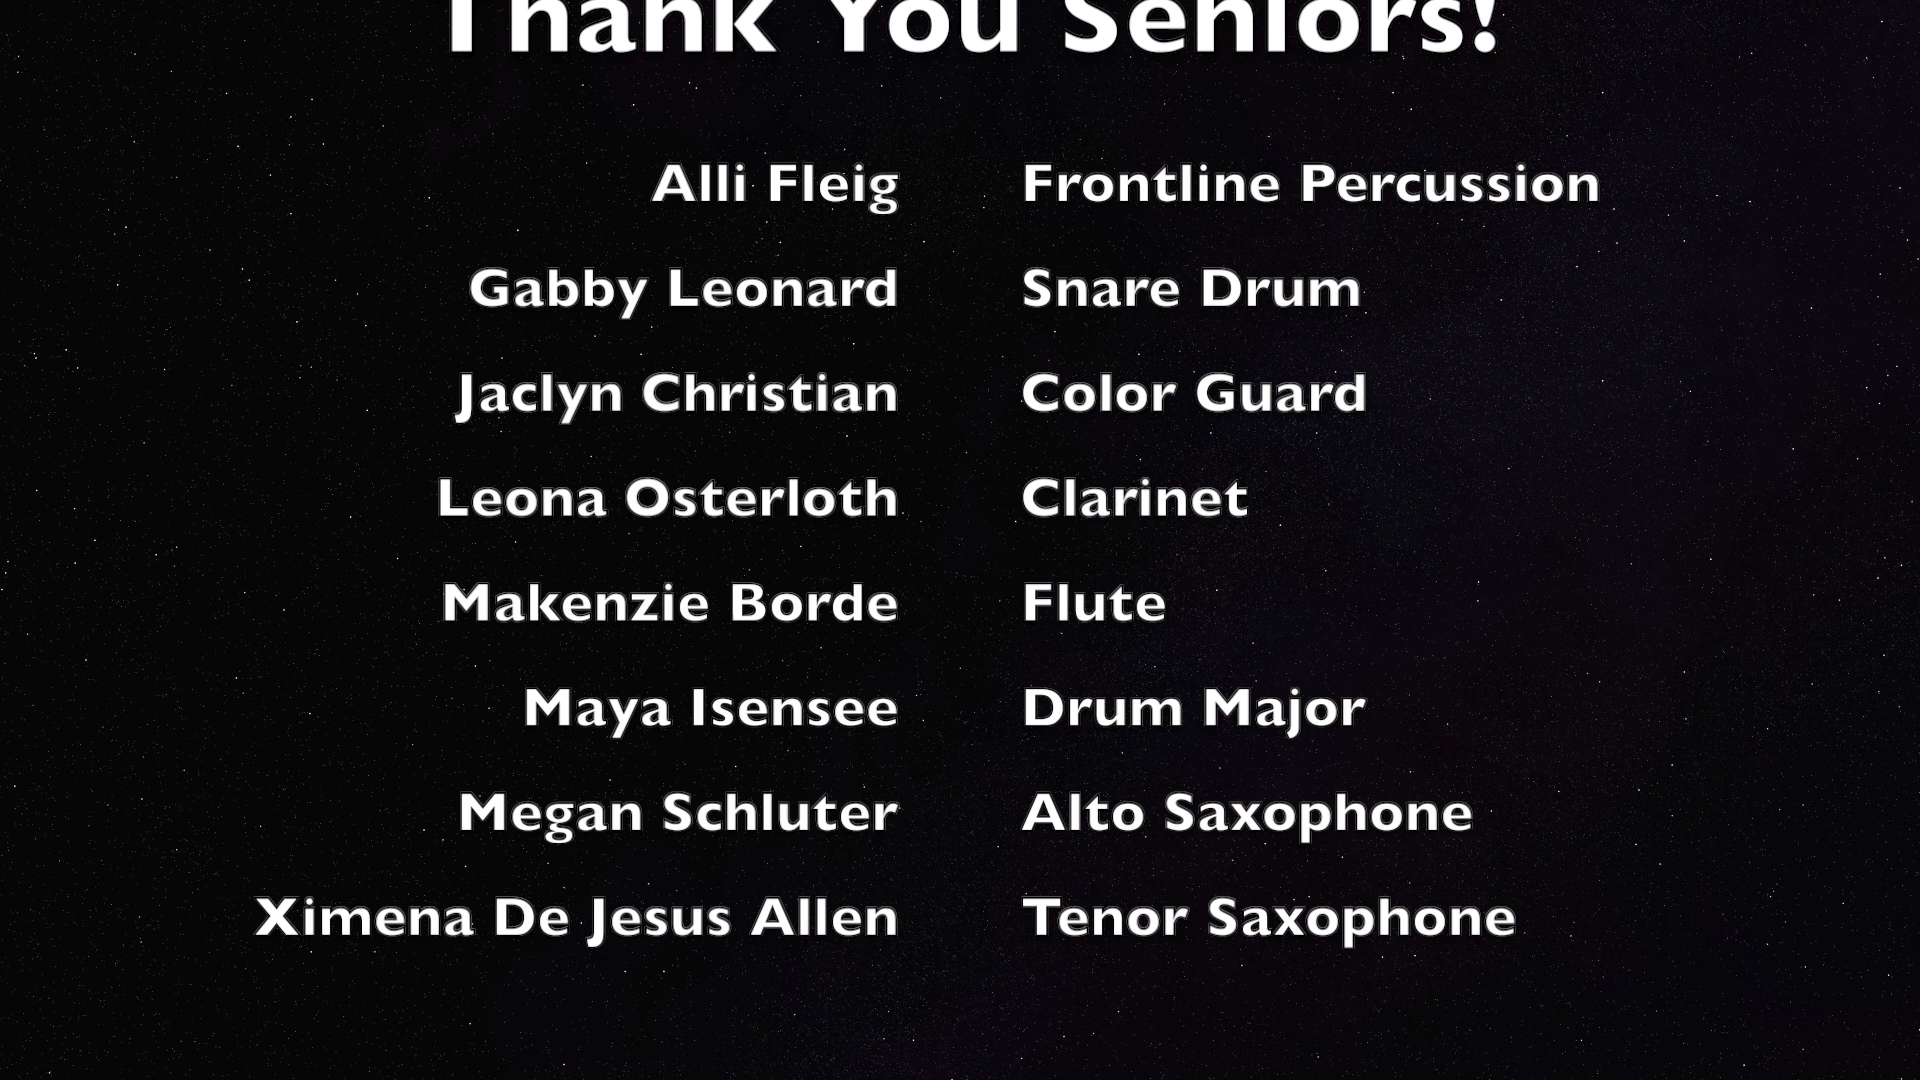 Thank You Seniors!
Alli Fleig Frontline Percussion
Gabby Leonard Snare Drum
Jaclyn Christian Color Guard
Leona Osterloth Clarinet
Makenzie Borde Flute
Maya Isensee Drum Major
Megan Schluter Alto Saxophone
Ximena De Jesus Allen Tenor Saxophone